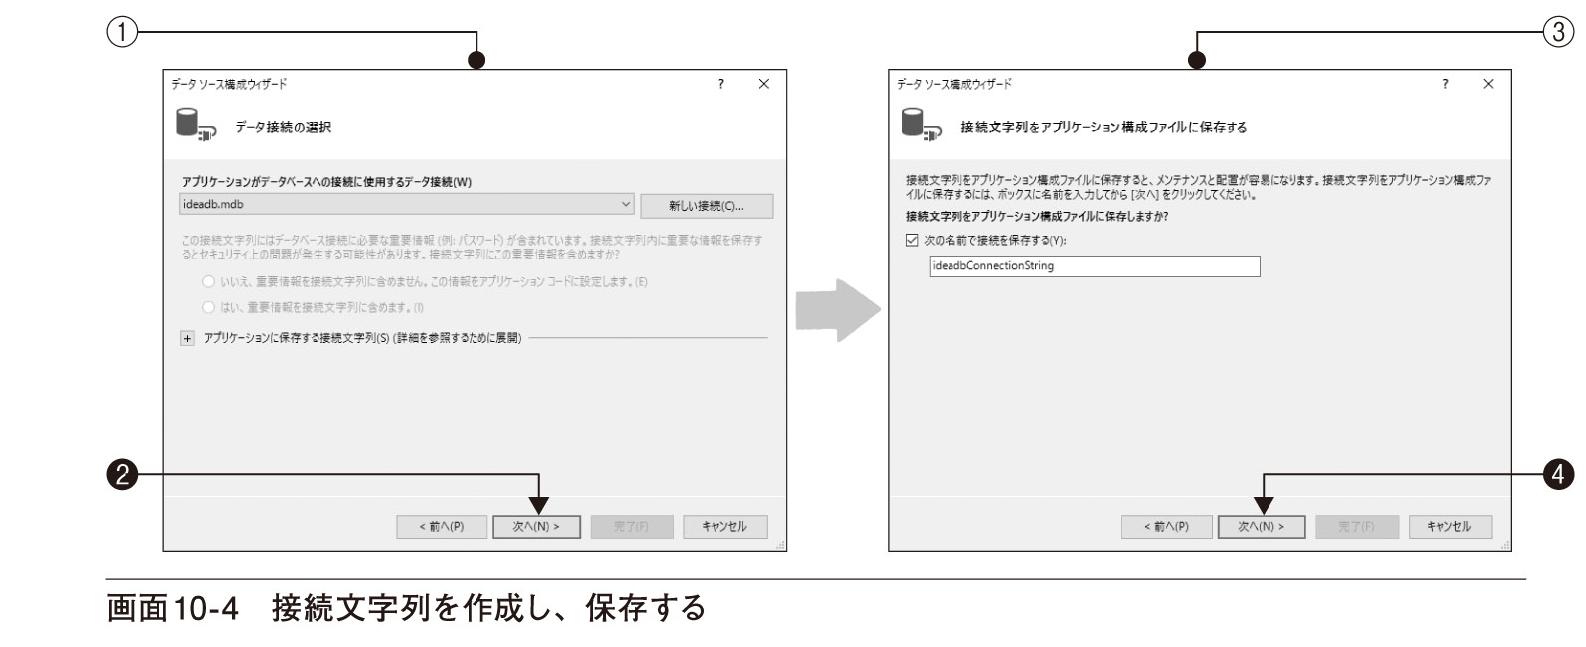 ①
③
データ ソース構成ウィザード ? ×
データ接続の選択
アプリケーションがデータベースへの接続に使用するデータ接続(W)
ideadb.mdb
新しい接続(C)...
この接続文字列にはデータベース接続に必要な重要情報 (例: パスワード) が含まれています。接続文字列内に重要な情報を保存す
るとセキュリティ上の問題が発生する可能性があります。接続文字列にこの重要情報を含めますか?
いいえ、重要情報を接続文字列に含めません。この情報をアプリケーション コードに設定します。(E)
はい、重要情報を接続文字列に含めます。(I)
+ アプリケーションに保存する接続文字列(S) (詳細を参照するために展開)
❷
< 前へ(P) 次へ(N) > 完了(F) キャンセル
データ ソース構成ウィザード ? ×
接続文字列をアプリケーション構成ファイルに保存する
接続文字列をアプリケーション構成ファイルに保存すると、メンテナンスと配置が容易になります。接続文字列をアプリケーション構成ファ
イルに保存するには、ボックスに名前を入力してから [次へ] をクリックしてください。
接続文字列をアプリケーション構成ファイルに保存しますか?
次の名前で接続を保存する(Y):
ideadbConnectionString
❹
< 前へ(P) 次へ(N) > 完了(F) キャンセル
画面10-4 接続文字列を作成し、保存する